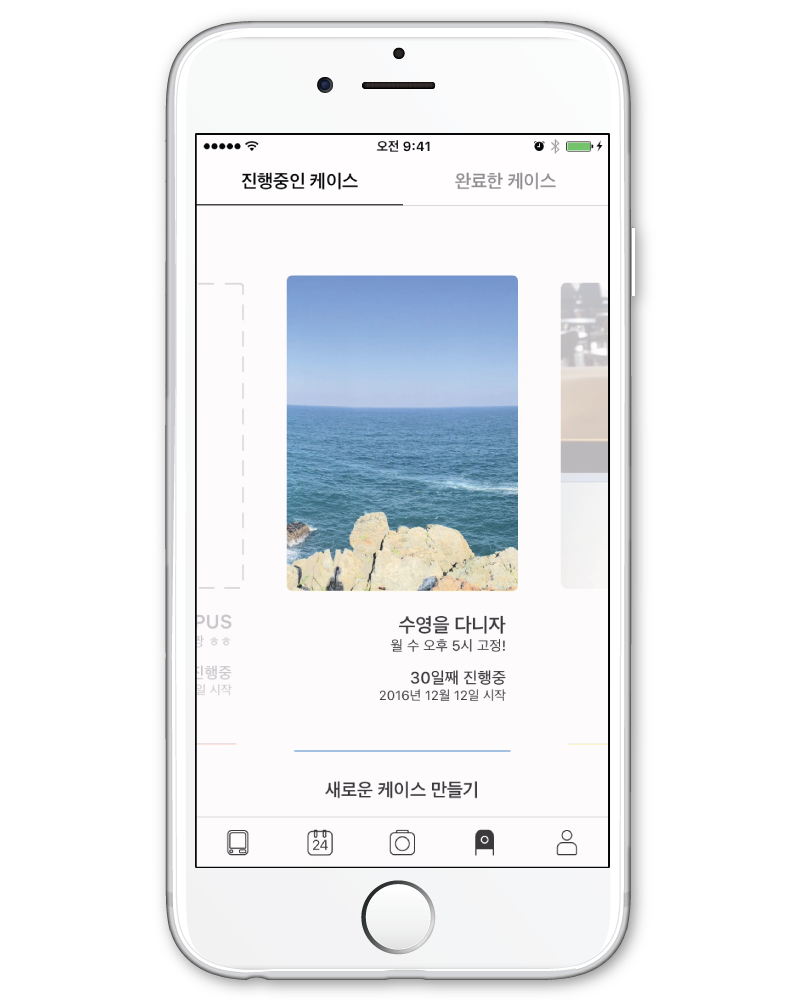 오전 9:41
진행중인 케이스
완료한 케이스
PUS
ㅎㅎ
진행중
일 시작
수영을 다니자
월 수 오후 5시 고정!
30일째 진행중
2016년 12월 12일 시작
새로운 케이스 만들기
24